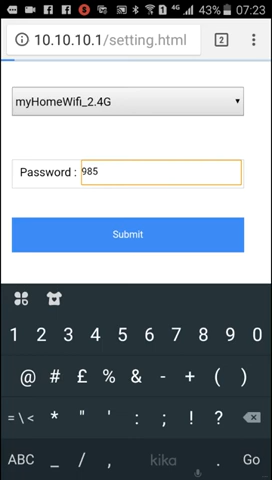 4G 43% 07:23
10.10.10.1/setting.html 2
myHomeWifi_2.4G
Password : 985
Submit
1 2 3 4 5 6 7 8 9 0
@ # £ % & - + ( )
= \ < * " ' : ; ! ?
ABC _ / , kika . Go